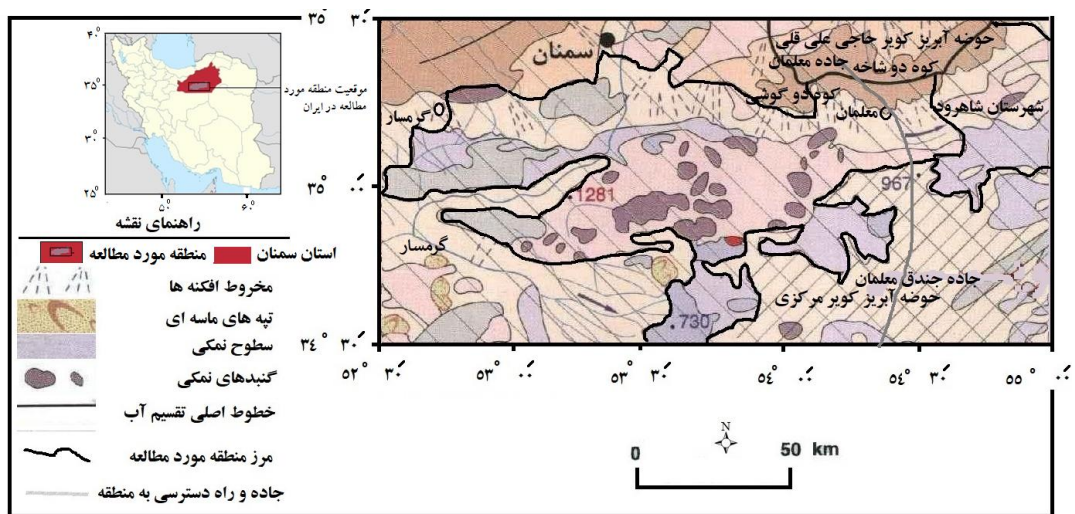 ۴۰°
۳۵°
۳۰°
۲۵°
۵۰°
۶۰°
موقعیت منطقه مورد
مطالعه در ایران
راهنمای نقشه
استان سمنان
منطقه مورد مطالعه
مخروط افکنه ها
تپه های ماسه ای
سطوح نمکی
گنبدهای نمکی
خطوط اصلی تقسیم آب
مرز منطقه مورد مطالعه
جاده و راه دسترسی به منطقه
۳۵° ۳۰َ
۳۵° ۰۰َ
۳۴° ۳۰َ
سمنان
حوضه آبریز کویر حاجی علی قلی
جاده معلمان
کوه دو شاخه
کوه دو گوشی
گرمسار
معلمان
شهرستان شاهرود
967
1281
گرمسار
جاده جندق معلمان
حوضه آبریز کویر مرکزی
730
۵۲° ۳۰َ
۵۳° ۰۰َ
۵۳° ۳۰َ
۵۴° ۰۰َ
۵۴° ۳۰َ
۵۵° ۰۰َ
N
0
50 km